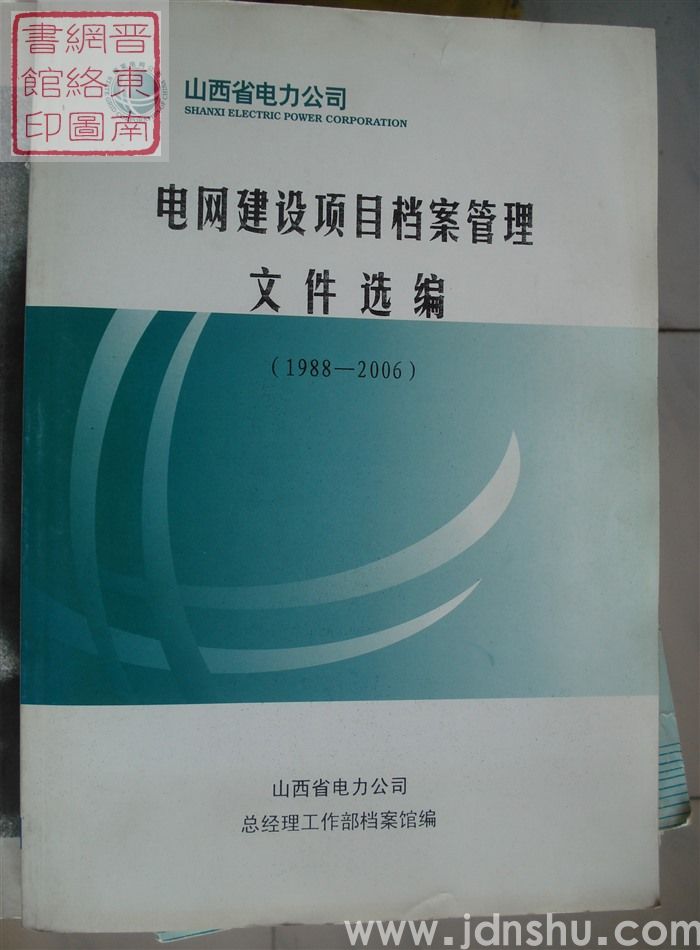 晋东南
網絡圖
書館印
山西省电力公司
SHANXI ELECTRIC POWER CORPORATION
电网建设项目档案管理
文件选编
(1988—2006)
山西省电力公司
总经理工作部档案馆编
www.jdnshu.com